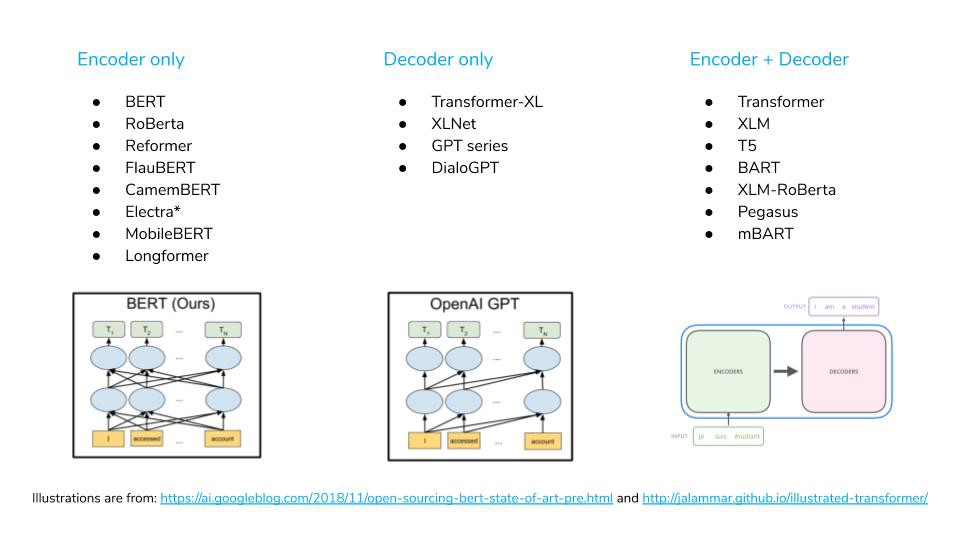 Encoder only
● BERT
● RoBerta
● Reformer
● FlauBERT
● CamemBERT
● Electra*
● MobileBERT
● Longformer
Decoder only
● Transformer-XL
● XLNet
● GPT series
● DialoGPT
Encoder + Decoder
● Transformer
● XLM
● T5
● BART
● XLM-RoBerta
● Pegasus
● mBART
BERT (Ours)
T1 T2 ... TN
...
...
I accessed ... account
OpenAI GPT
T1 T2 ... TN
...
...
I accessed ... account
OUTPUT I am a student
ENCODERS DECODERS
INPUT je suis étudiant
Illustrations are from: https://ai.googleblog.com/2018/11/open-sourcing-bert-state-of-art-pre.html and http://jalammar.github.io/illustrated-transformer/